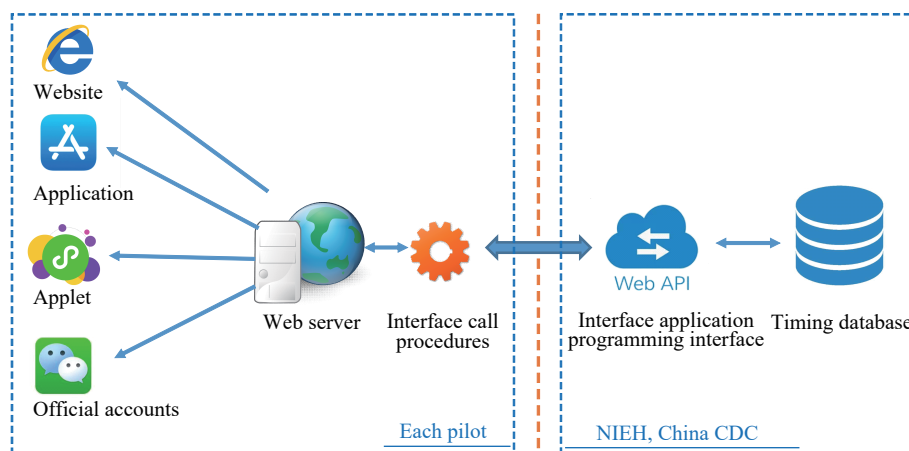 Website
Application
Applet
Official accounts
Web server
Interface call
procedures
Each pilot
Web API
Interface application
programming interface
Timing database
NIEH, China CDC